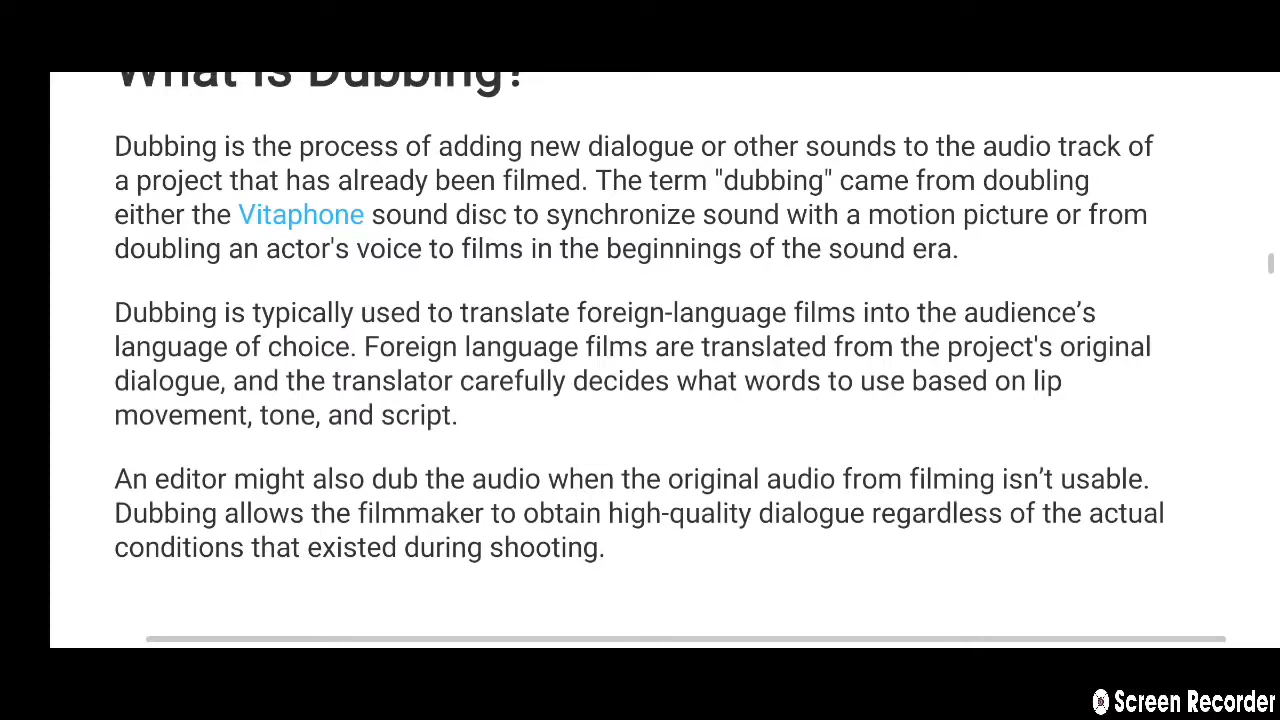 What Is Dubbing?
Dubbing is the process of adding new dialogue or other sounds to the audio track of
a project that has already been filmed. The term "dubbing" came from doubling
either the Vitaphone sound disc to synchronize sound with a motion picture or from
doubling an actor's voice to films in the beginnings of the sound era.
Dubbing is typically used to translate foreign-language films into the audience’s
language of choice. Foreign language films are translated from the project's original
dialogue, and the translator carefully decides what words to use based on lip
movement, tone, and script.
An editor might also dub the audio when the original audio from filming isn’t usable.
Dubbing allows the filmmaker to obtain high-quality dialogue regardless of the actual
conditions that existed during shooting.
Screen Recorder